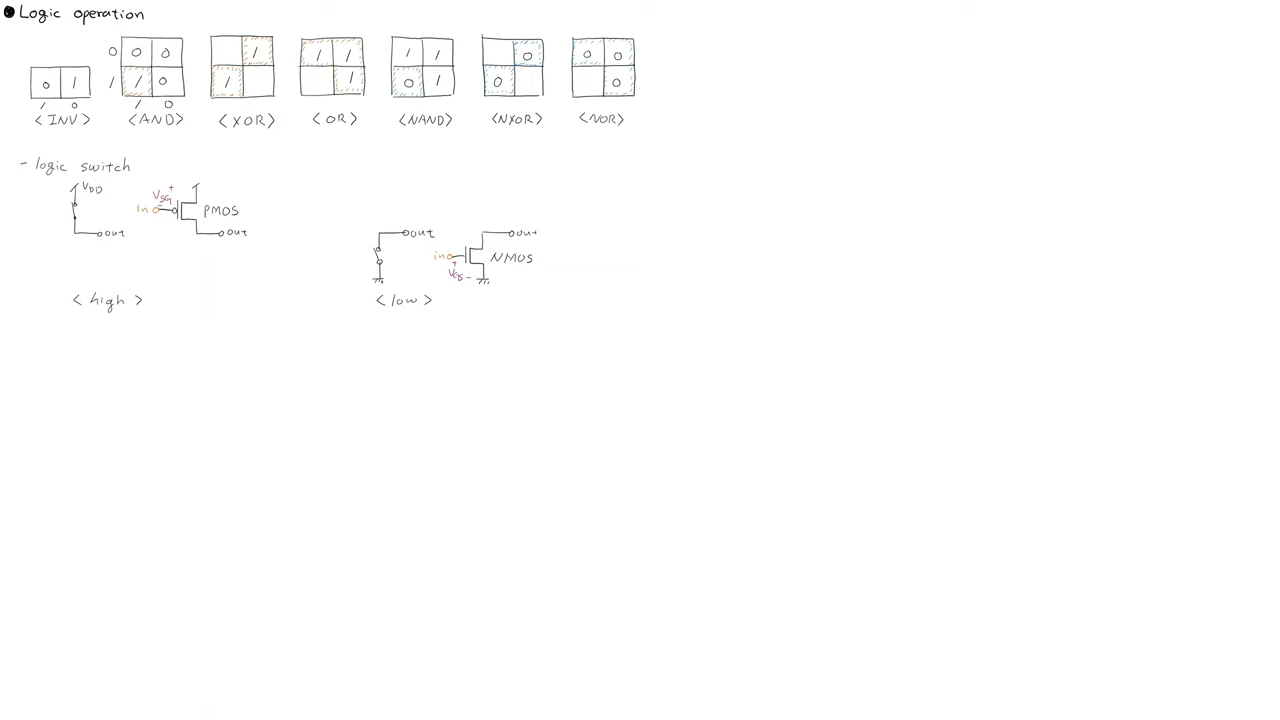 ● Logic operation
0 0 0 1 1 1 1 1 0 0 0
0 1 1 1 0 1 1 0 1 0 0
1 0 1 0
<INV> <AND> <XOR> <OR> <NAND> <NXOR> <NOR>
- logic switch
VDD
VSG +
-
in PMOS
out out
out out
in NMOS
+
VGS -
<high> <low>